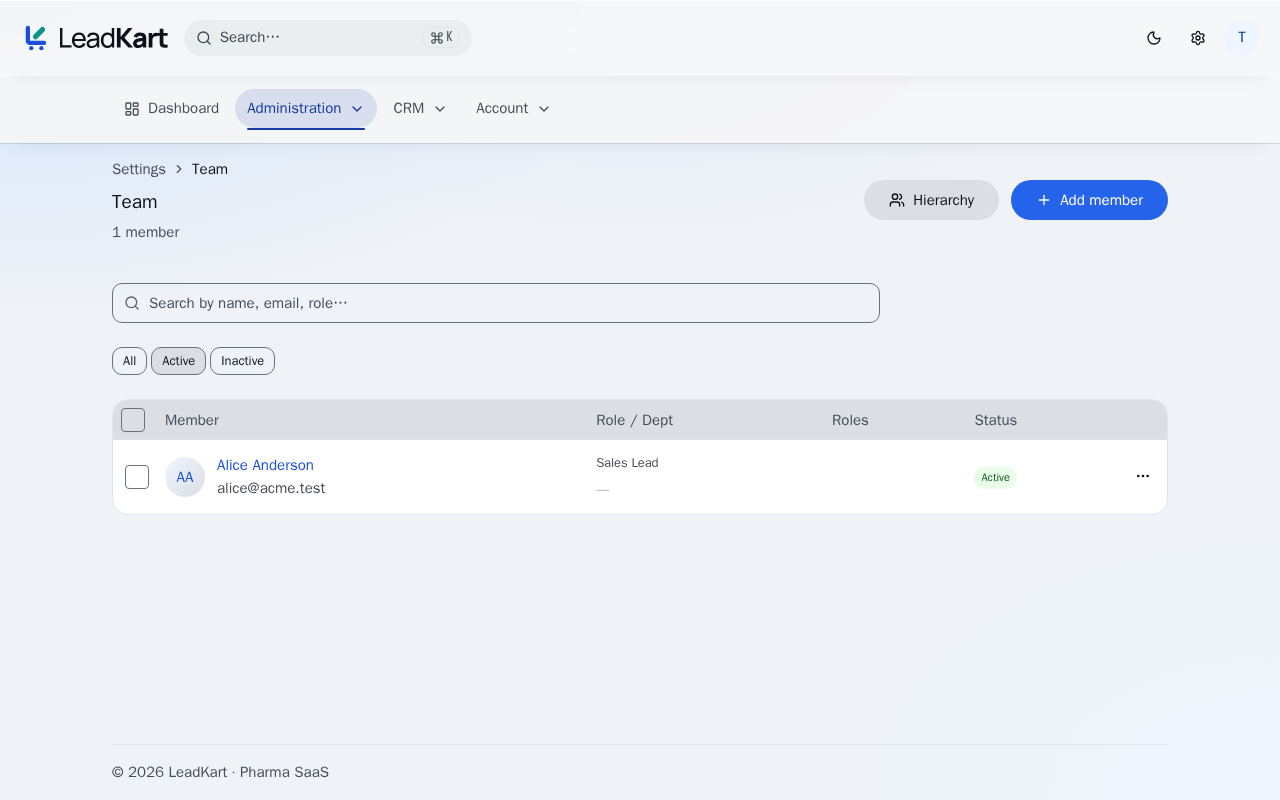 LeadKart
Search…
⌘K
T
Dashboard
Administration
CRM
Account
Settings > Team
Team
1 member
Hierarchy
+ Add member
Search by name, email, role…
All
Active
Inactive
Member
Role / Dept
Roles
Status
AA
Alice Anderson
alice@acme.test
Sales Lead
—
Active
© 2026 LeadKart · Pharma SaaS